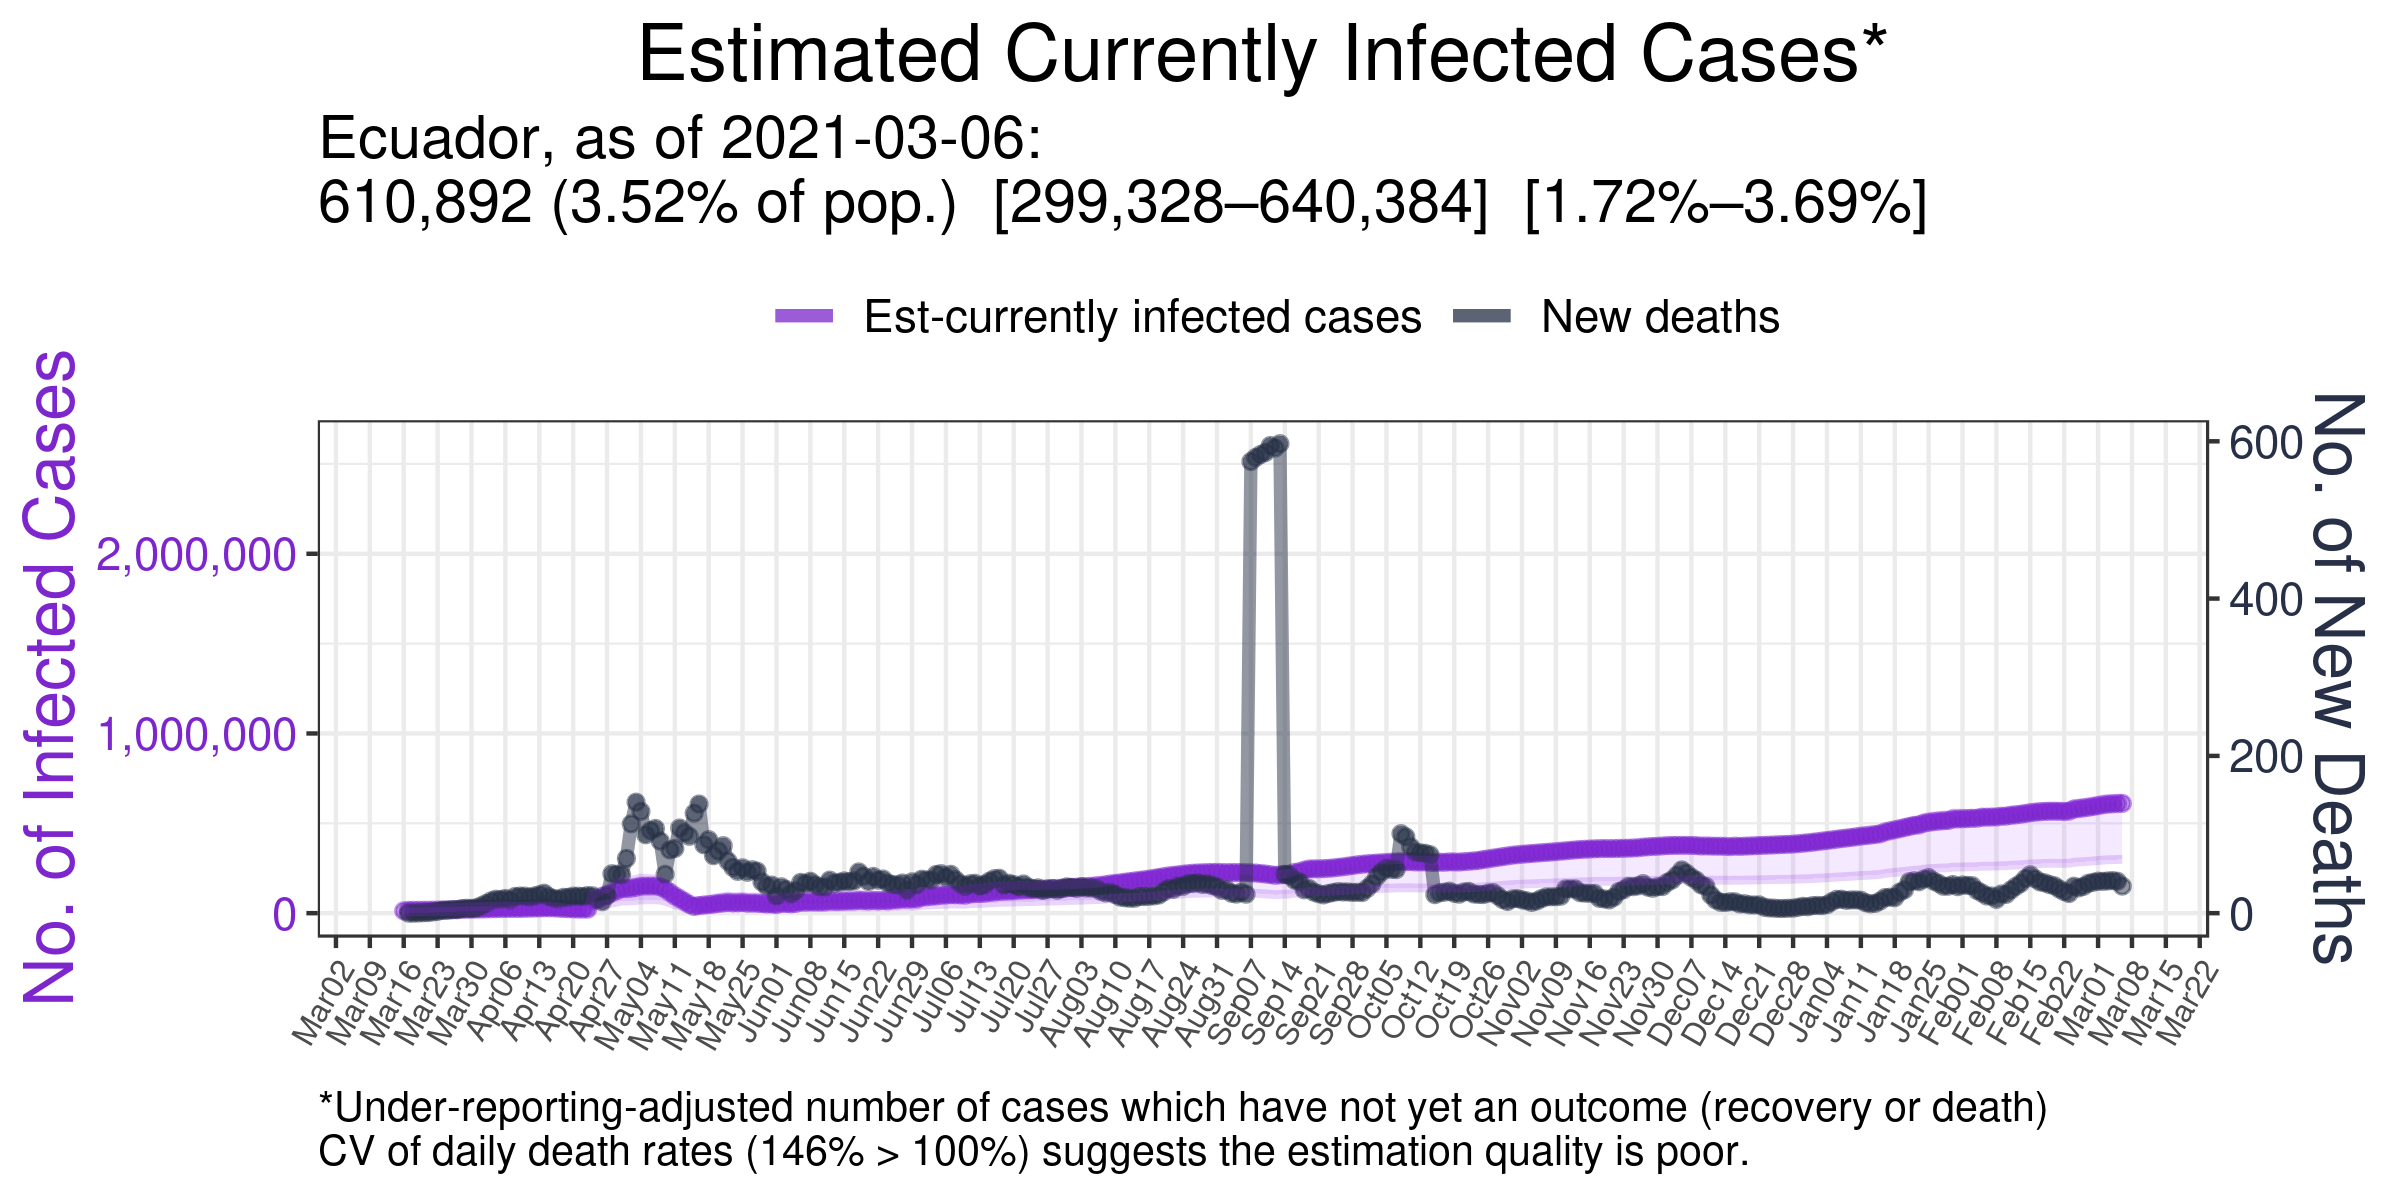 Estimated Currently Infected Cases*
Ecuador, as of 2021-03-06:
610,892 (3.52% of pop.)  [299,328–640,384]  [1.72%–3.69%]
Est-currently infected cases
New deaths
No. of Infected Cases
2,000,000
1,000,000
0
600
400
200
0
No. of New Deaths
Mar02
Mar09
Mar16
Mar23
Mar30
Apr06
Apr13
Apr20
Apr27
May04
May11
May18
May25
Jun01
Jun08
Jun15
Jun22
Jun29
Jul06
Jul13
Jul20
Jul27
Aug03
Aug10
Aug17
Aug24
Aug31
Sep07
Sep14
Sep21
Sep28
Oct05
Oct12
Oct19
Oct26
Nov02
Nov09
Nov16
Nov23
Nov30
Dec07
Dec14
Dec21
Dec28
Jan04
Jan11
Jan18
Jan25
Feb01
Feb08
Feb15
Feb22
Mar01
Mar08
Mar15
Mar22
*Under-reporting-adjusted number of cases which have not yet an outcome (recovery or death)
CV of daily death rates (146% > 100%) suggests the estimation quality is poor.